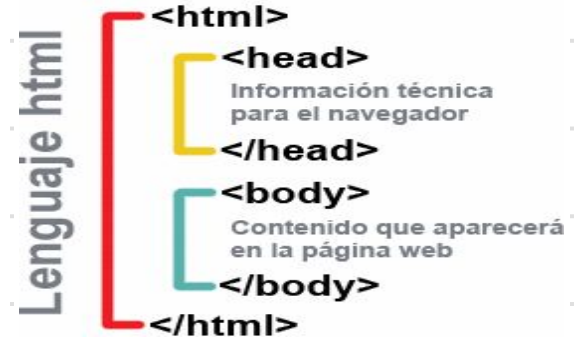 Lenguaje html
<html>
<head>
Información técnica
para el navegador
</head>
<body>
Contenido que aparecerá
en la página web
</body>
</html>